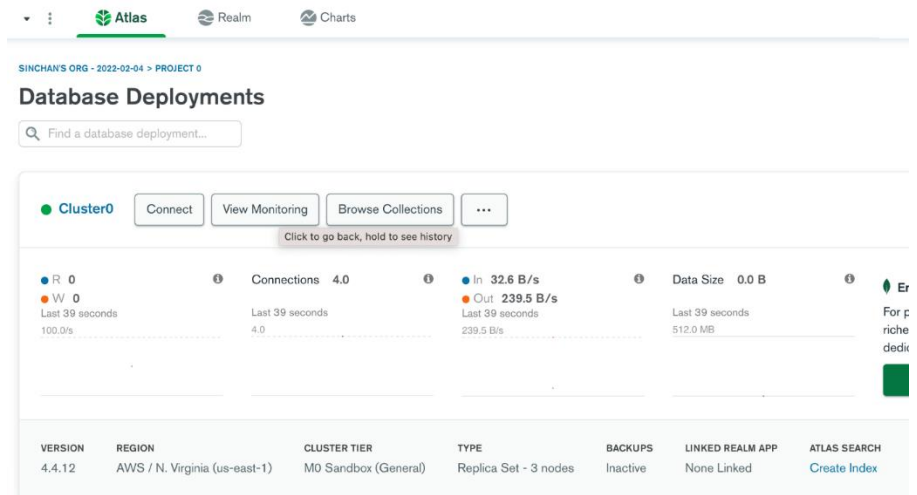 Atlas Realm Charts
SINCHAN'S ORG - 2022-02-04 > PROJECT 0
Database Deployments
Find a database deployment...
Cluster0 Connect View Monitoring Browse Collections ...
Click to go back, hold to see history
R 0
W 0
Last 39 seconds
100.0/s
Connections 4.0
Last 39 seconds
4.0
In 32.6 B/s
Out 239.5 B/s
Last 39 seconds
239.5 B/s
Data Size 0.0 B
Last 39 seconds
512.0 MB
For p
VERSION REGION CLUSTER TIER TYPE BACKUPS LINKED REALM APP ATLAS SEARCH
4.4.12 AWS / N. Virginia (us-east-1) M0 Sandbox (General) Replica Set - 3 nodes Inactive None Linked Create Index